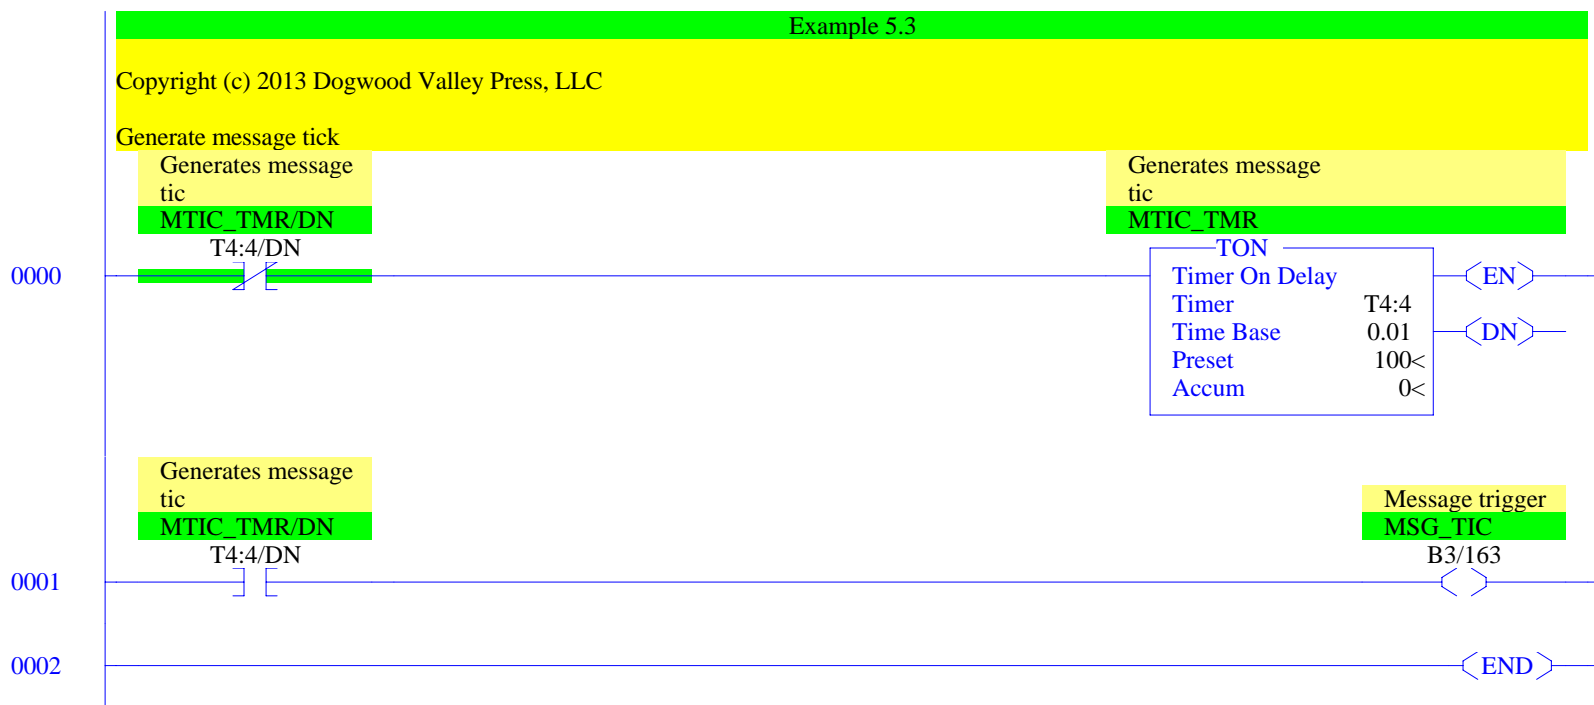 Example 5.3
Copyright (c) 2013 Dogwood Valley Press, LLC
Generate message tick
Generates message
tic
MTIC_TMR/DN
T4:4/DN
Generates message
tic
MTIC_TMR
0000
TON
Timer On Delay
Timer T4:4
Time Base 0.01
Preset 100<
Accum 0<
EN
DN
Generates message
tic
MTIC_TMR/DN
T4:4/DN
Message trigger
MSG_TIC
B3/163
0001
0002
END